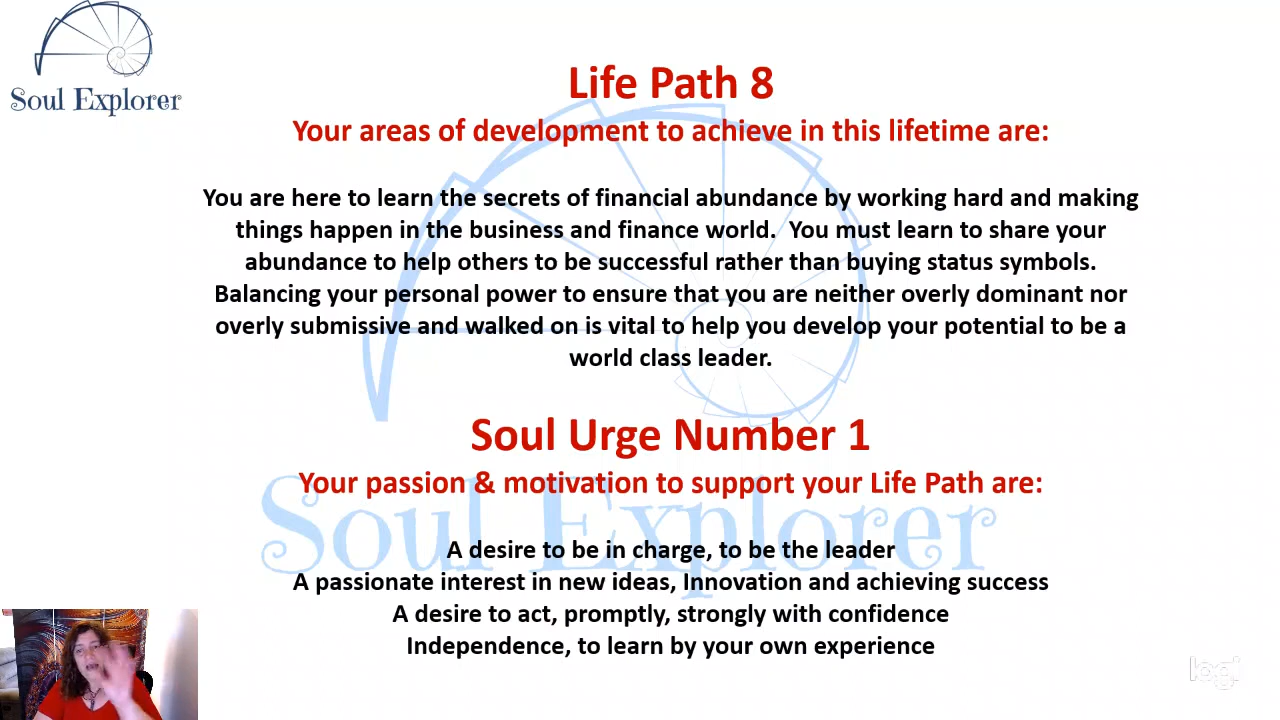 Soul Explorer
Life Path 8
Your areas of development to achieve in this lifetime are:
You are here to learn the secrets of financial abundance by working hard and making
things happen in the business and finance world.  You must learn to share your
abundance to help others to be successful rather than buying status symbols.
Balancing your personal power to ensure that you are neither overly dominant nor
overly submissive and walked on is vital to help you develop your potential to be a
world class leader.
Soul Urge Number 1
Your passion & motivation to support your Life Path are:
Soul Explorer
A desire to be in charge, to be the leader
A passionate interest in new ideas, Innovation and achieving success
A desire to act, promptly, strongly with confidence
Independence, to learn by your own experience